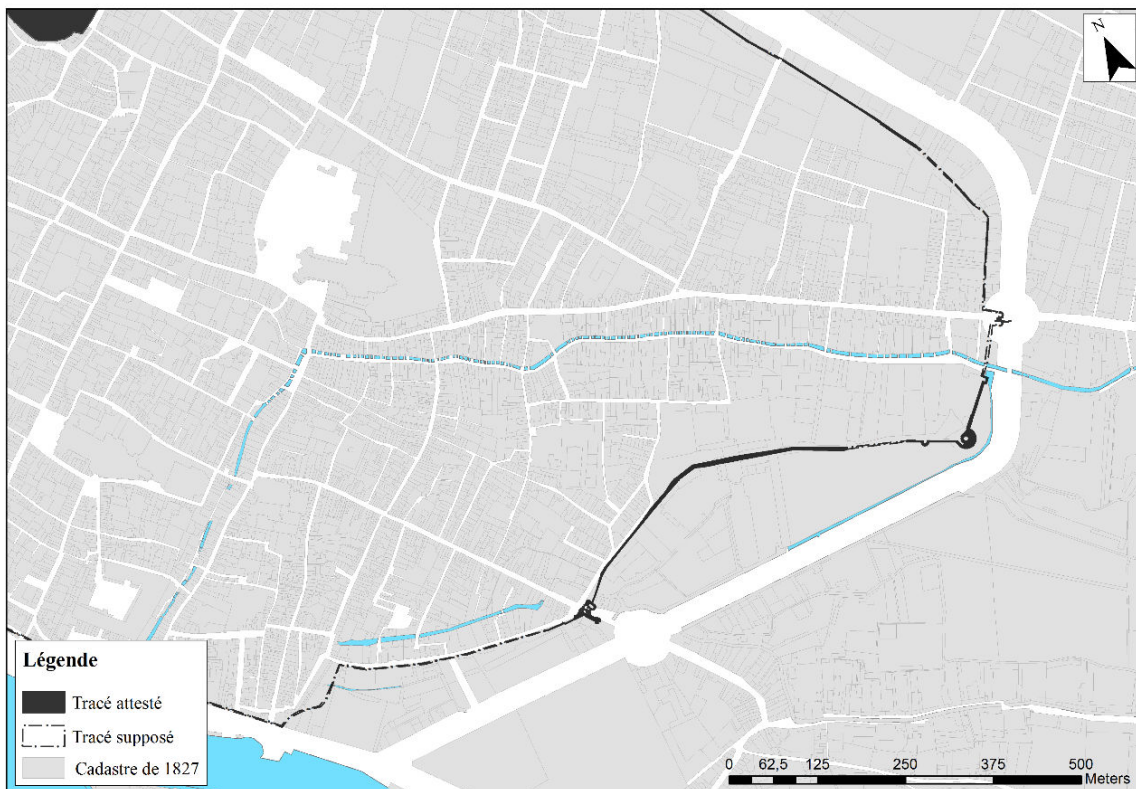 N
Légende
Tracé attesté
Tracé supposé
Cadastre de 1827
0 62,5 125 250 375 500
Meters